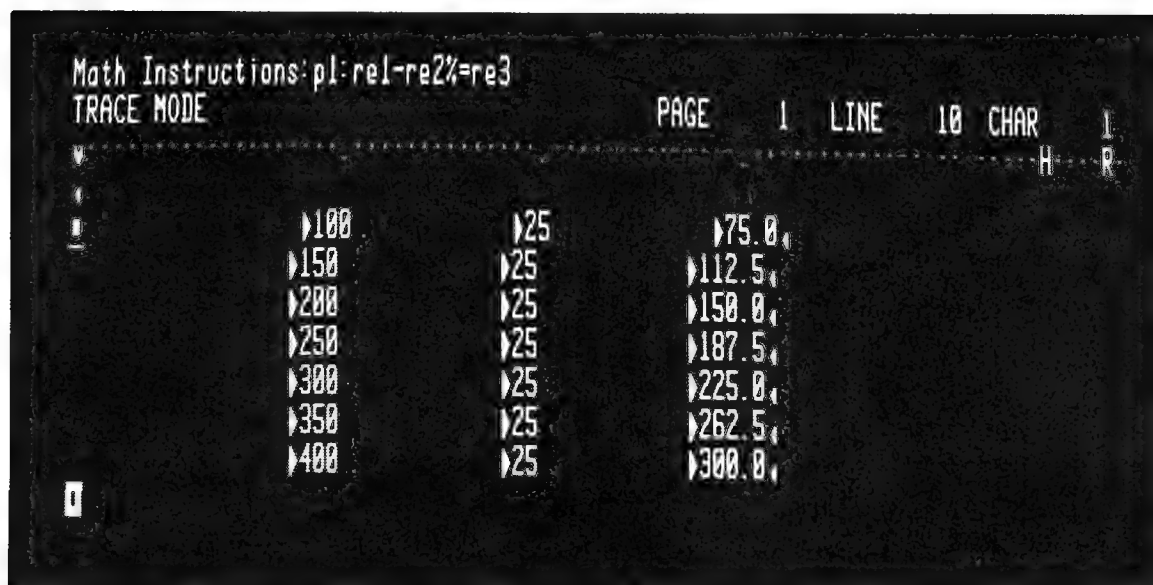 Math Instructions:pl:re1-re2%=re3
TRACE MODE PAGE 1 LINE 10 CHAR 1
H R
▶100 ▶25 ▶75.0◀
▶150 ▶25 ▶112.5◀
▶200 ▶25 ▶150.0◀
▶250 ▶25 ▶187.5◀
▶300 ▶25 ▶225.0◀
▶350 ▶25 ▶262.5◀
▶400 ▶25 ▶300.0◀